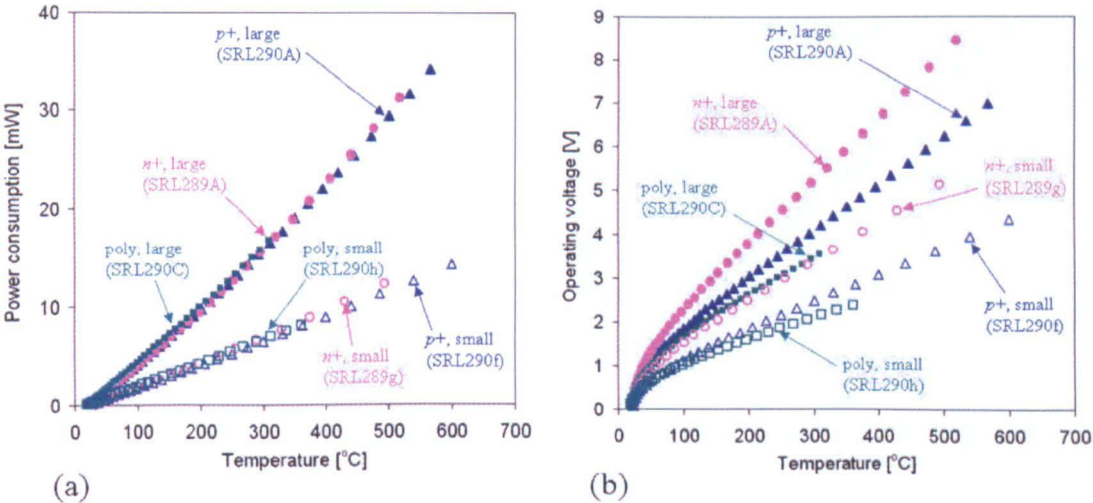 40
30
20
10
0
Power consumption [mW]
p+, large
(SRL290A)
n+, large
(SRL289A)
poly, large
(SRL290C)
poly, small
(SRL290h)
n+, small
(SRL289g)
p+, small
(SRL290f)
0 100 200 300 400 500 600 700
Temperature [°C]
(a)
9
8
7
6
5
4
3
2
1
0
Operating voltage [V]
p+, large
(SRL290A)
n+, large
(SRL289A)
poly, large
(SRL290C)
n+, small
(SRL289g)
p+, small
(SRL290f)
poly, small
(SRL290h)
0 100 200 300 400 500 600 700
Temperature [°C]
(b)